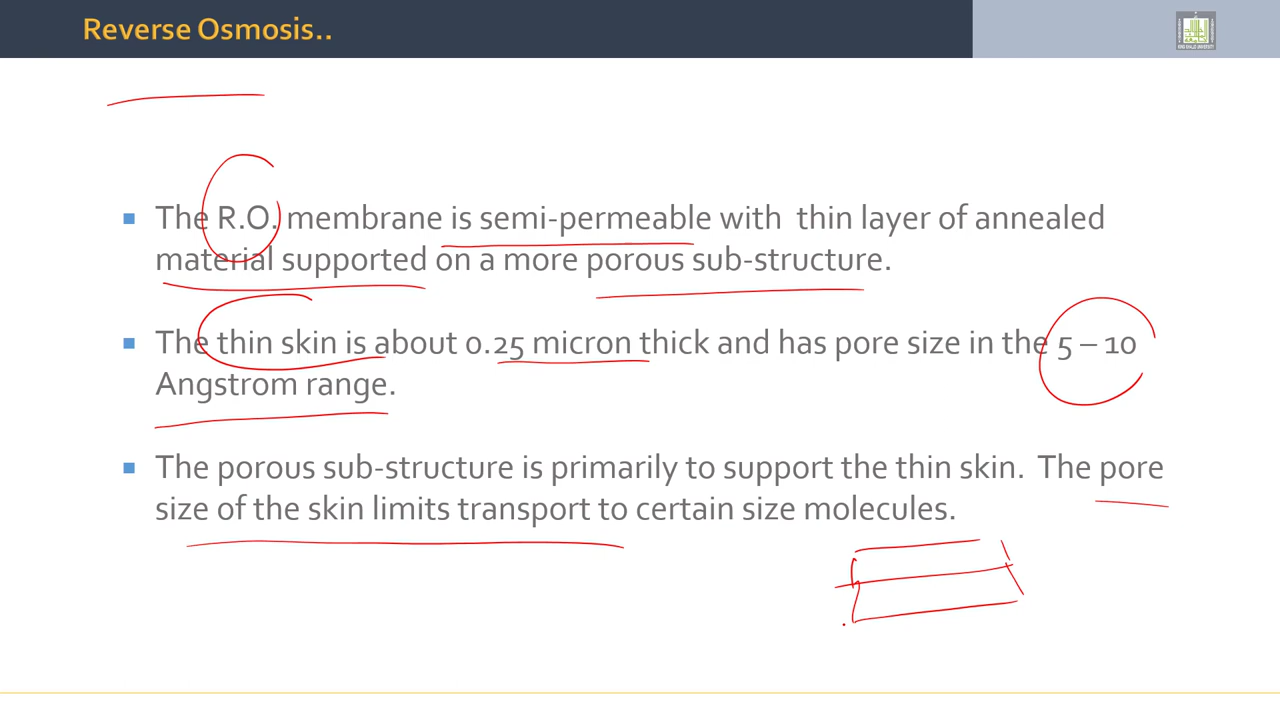 Reverse Osmosis..
KING KHALID UNIVERSITY
The R.O. membrane is semi-permeable with thin layer of annealed
material supported on a more porous sub-structure.
The thin skin is about 0.25 micron thick and has pore size in the 5 – 10
Angstrom range.
The porous sub-structure is primarily to support the thin skin. The pore
size of the skin limits transport to certain size molecules.